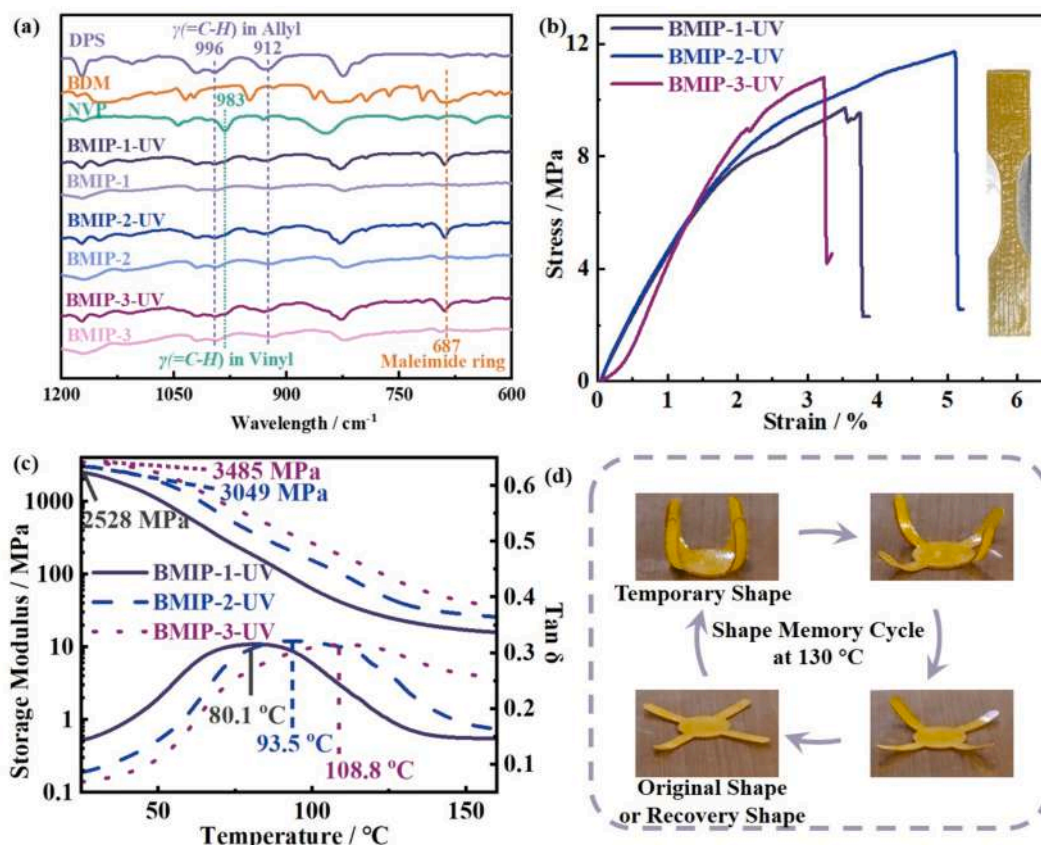 (a)
γ(=C-H) in Allyl
996 912
DPS
BDM
983
NVP
BMIP-1-UV
BMIP-1
BMIP-2-UV
BMIP-2
BMIP-3-UV
BMIP-3
γ(=C-H) in Vinyl
687
Maleimide ring
1200 1050 900 750 600
Wavelength / cm⁻¹
(b)
BMIP-1-UV
BMIP-2-UV
BMIP-3-UV
12
8
4
0
Stress / MPa
0 1 2 3 4 5 6
Strain / %
(c)
3485 MPa
3049 MPa
2528 MPa
BMIP-1-UV
BMIP-2-UV
BMIP-3-UV
80.1 ºC
93.5 ºC
108.8 ºC
1000
100
10
1
0.1
Storage Modulus / MPa
0.6
0.5
0.4
0.3
0.2
0.1
Tan δ
50 100 150
Temperature / °C
(d)
Temporary Shape
Shape Memory Cycle
at 130 °C
Original Shape
or Recovery Shape